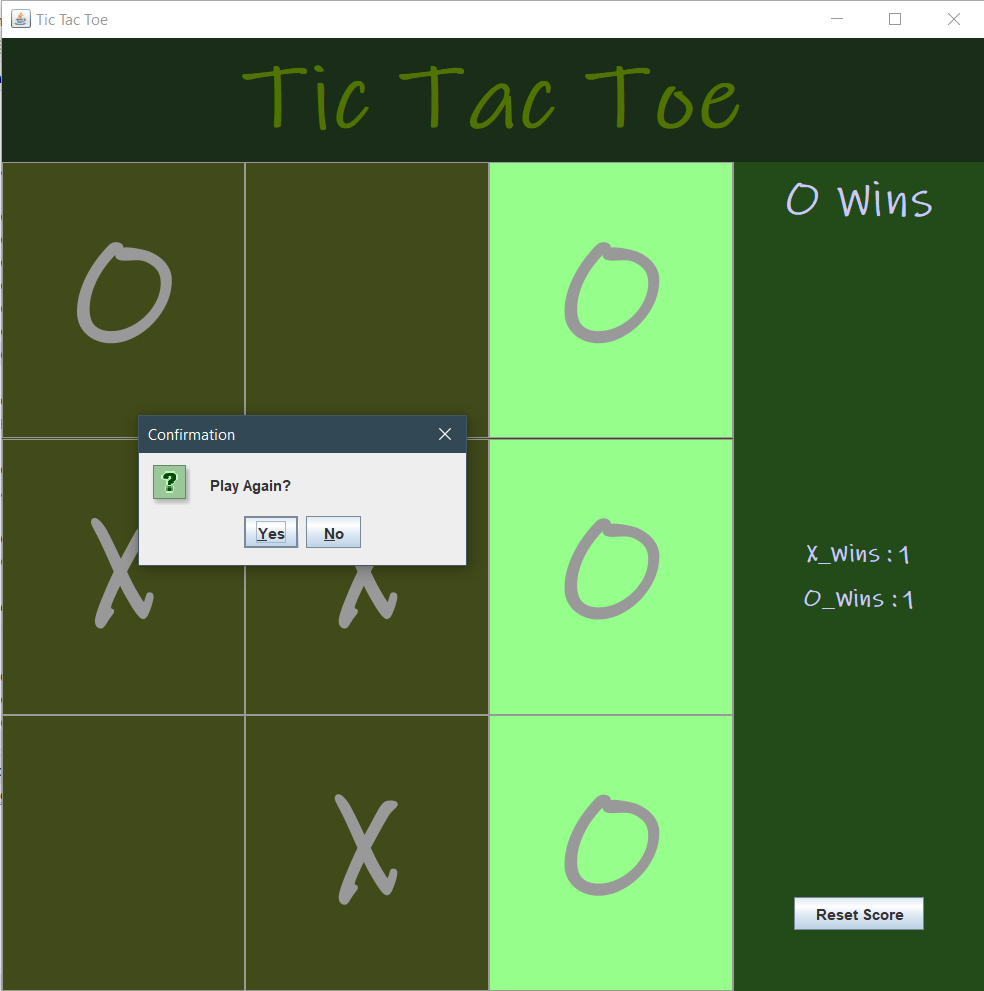 Tic Tac Toe
Tic Tac Toe
O Wins
O O
Confirmation
? Play Again?
Yes No
X X O
X_Wins : 1
O_Wins : 1
X O
Reset Score